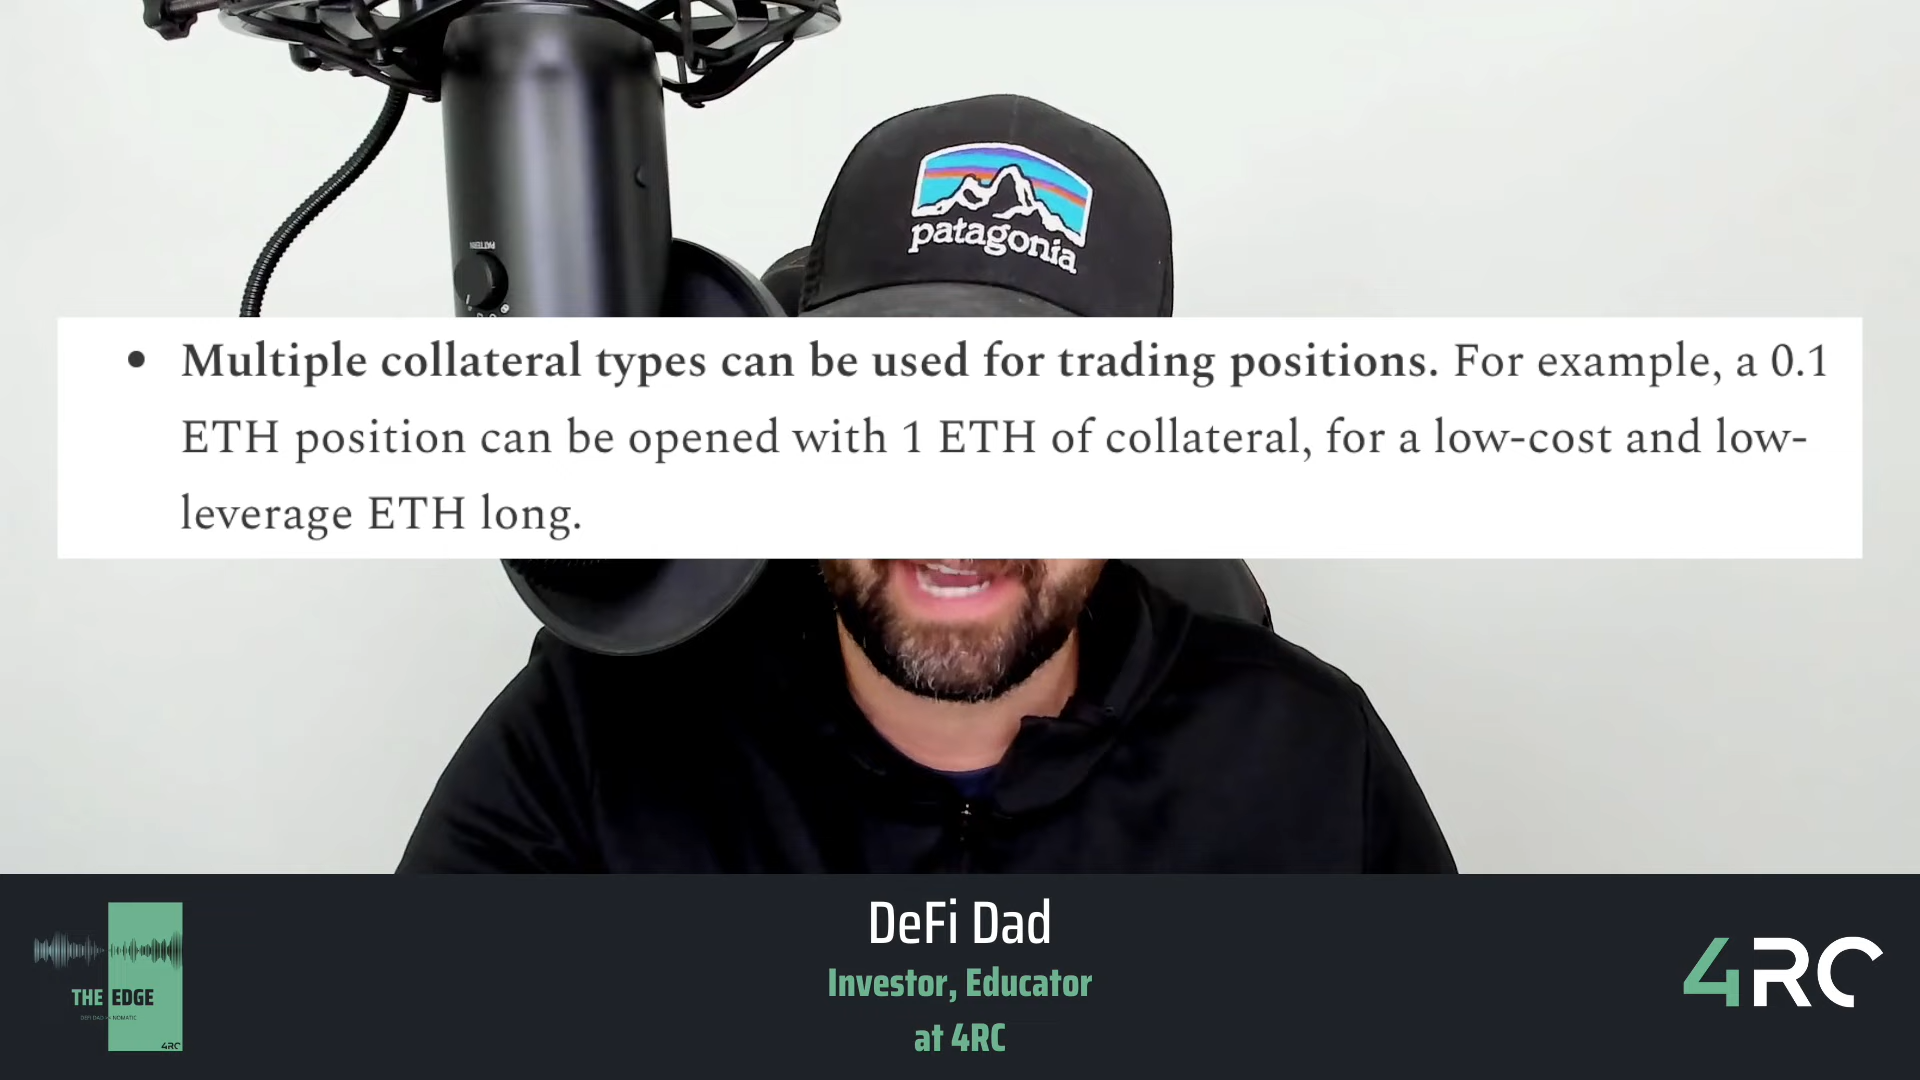 patagonia
PATTERN
• Multiple collateral types can be used for trading positions. For example, a 0.1
ETH position can be opened with 1 ETH of collateral, for a low-cost and low-
leverage ETH long.
DeFi Dad
Investor, Educator
at 4RC
THE EDGE
4RC
4RC